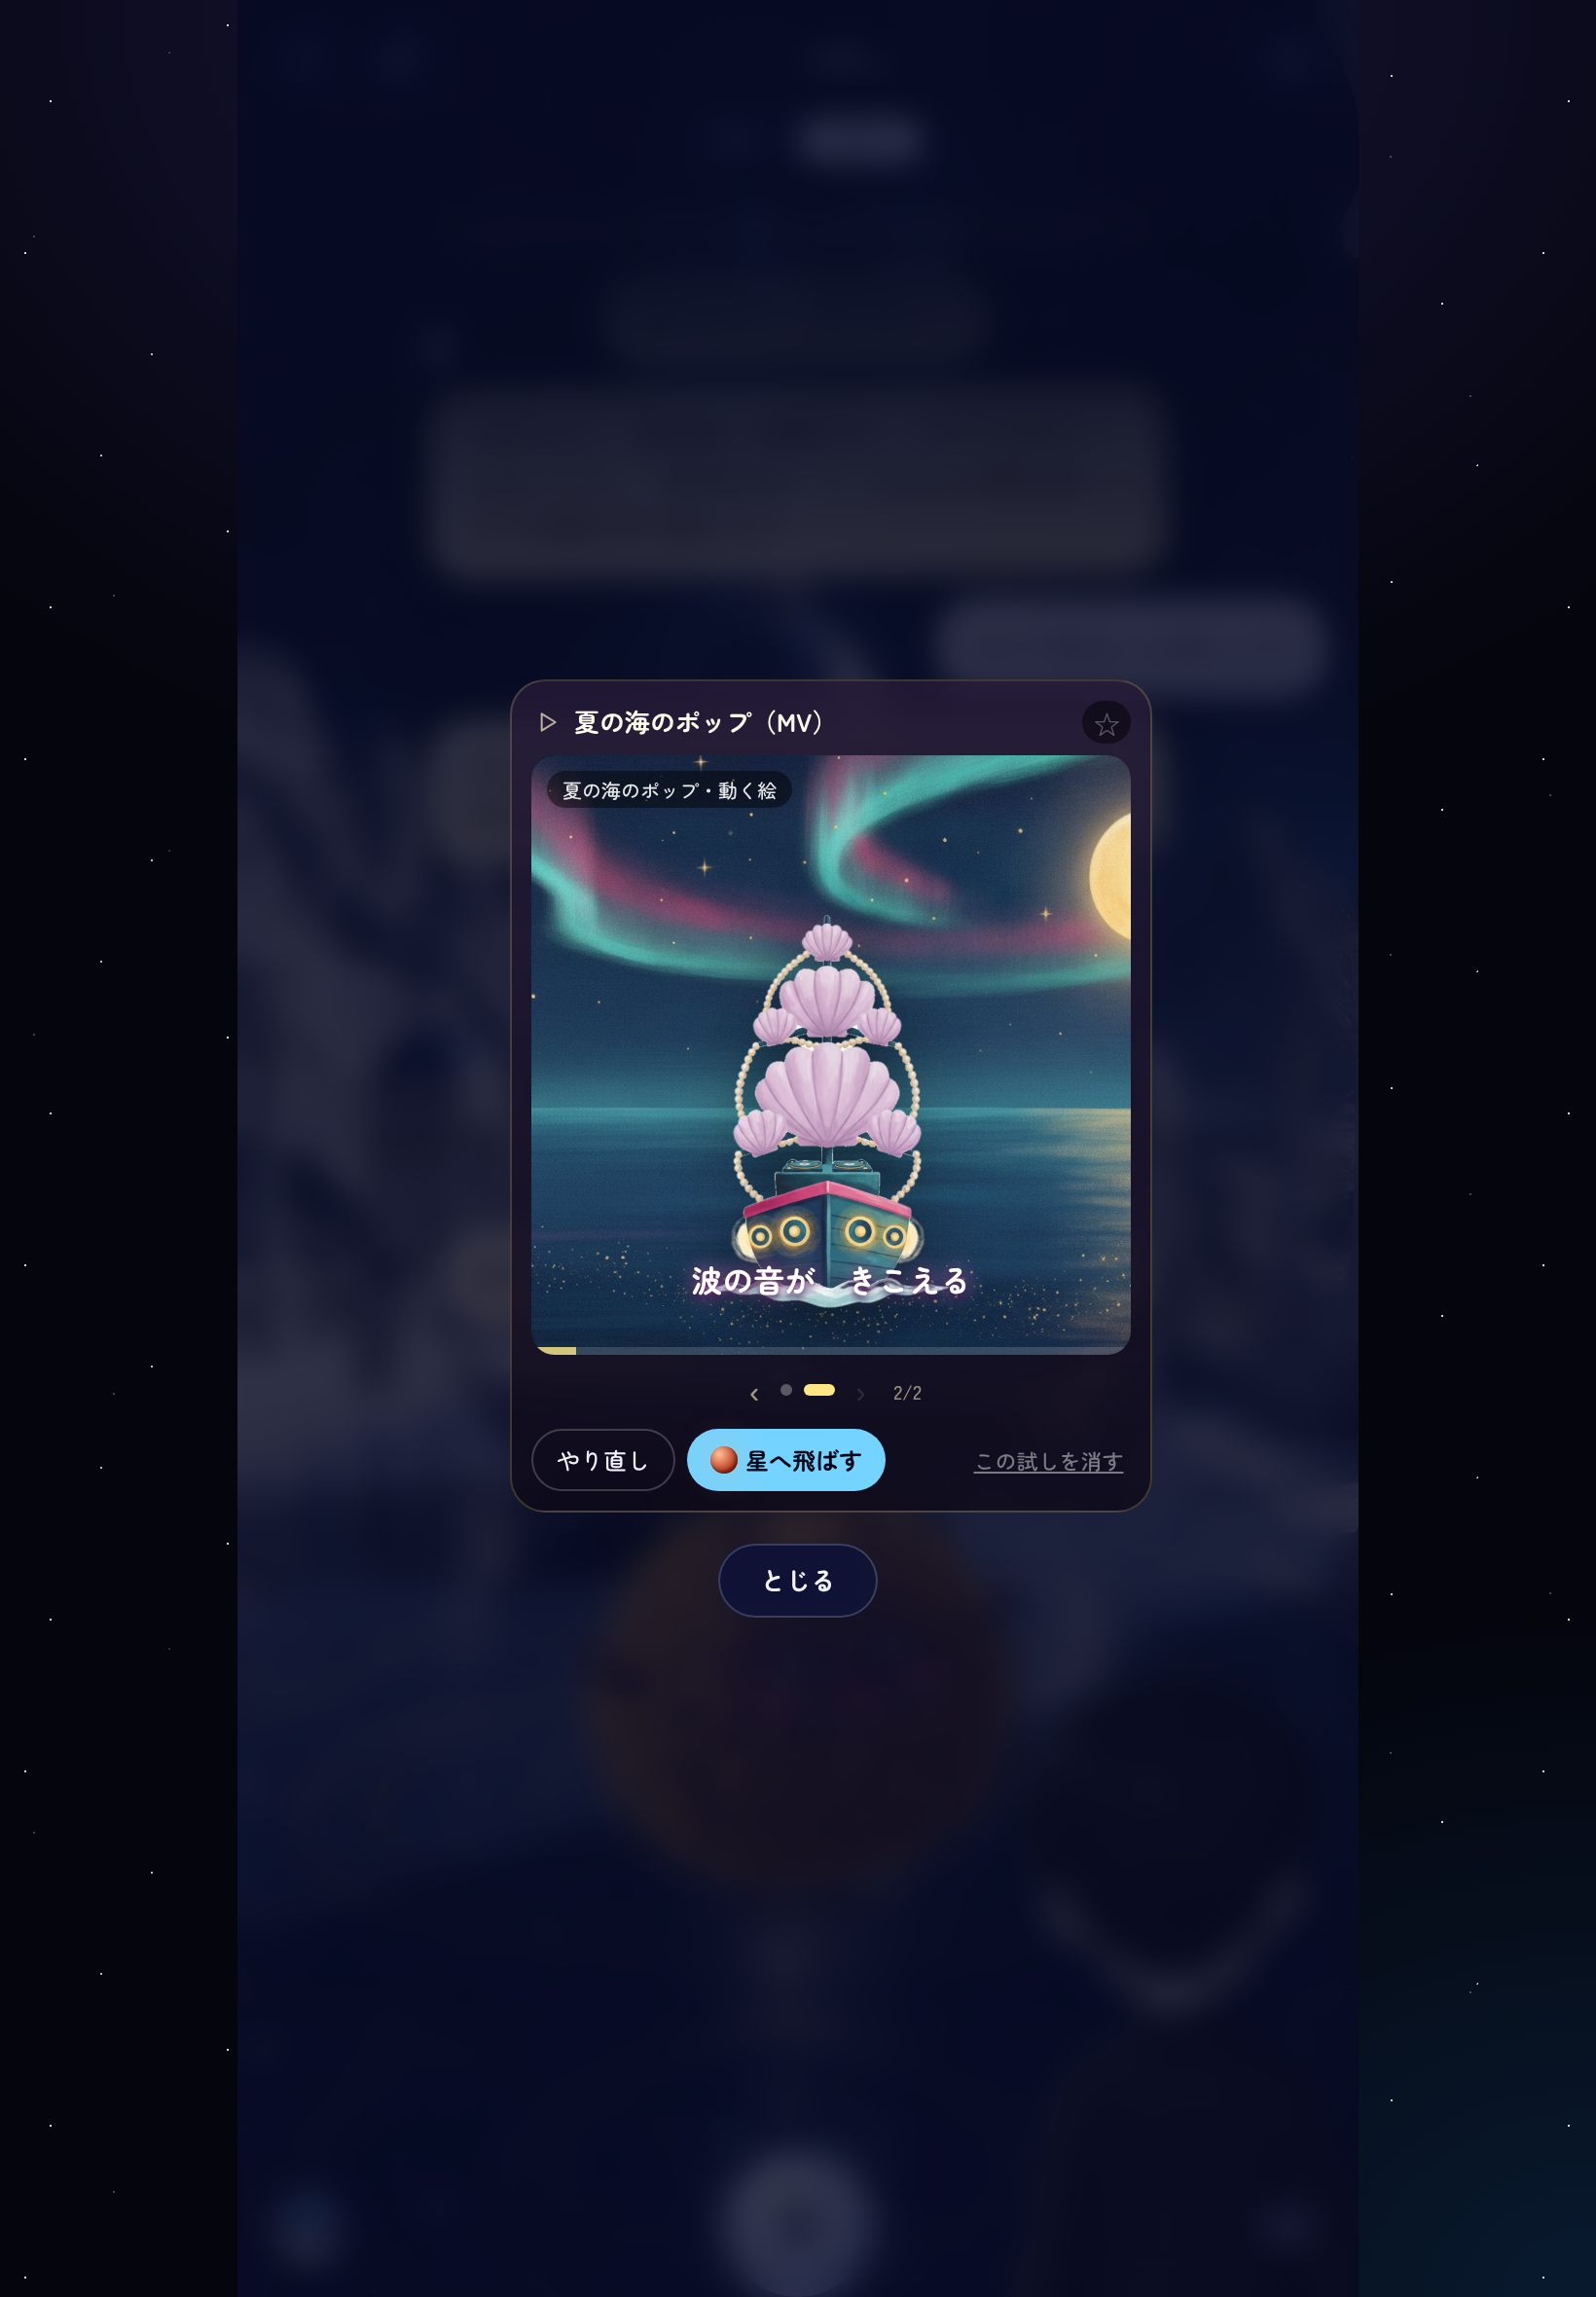 夏の海のポップ（MV）
夏の海のポップ・動く絵
波の音が きこえる
2/2
やり直し
星へ飛ばす
この試しを消す
とじる